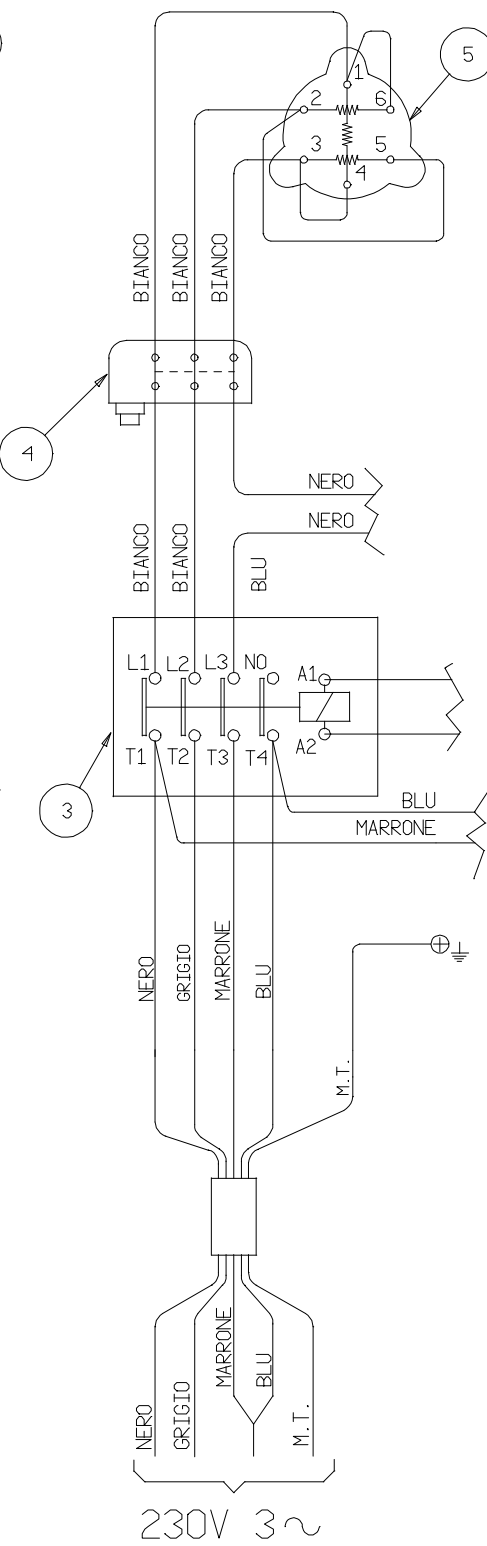 5
1
2
6
3
5
4
BIANCO
BIANCO
BIANCO
4
NERO
NERO
BIANCO
BIANCO
BLU
L1
L2
L3
NO
A1
T1
T2
T3
T4
A2
3
BLU
MARRONE
NERO
GRIGIO
MARRONE
BLU
M.T.
NERO
GRIGIO
MARRONE
BLU
M.T.
230V 3~